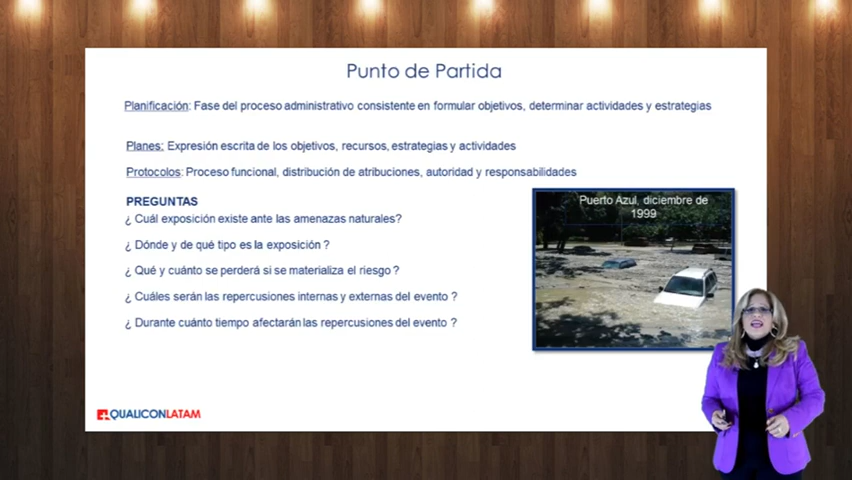 Punto de Partida
Planificación: Fase del proceso administrativo consistente en formular objetivos, determinar actividades y estrategias
Planes: Expresión escrita de los objetivos, recursos, estrategias y actividades
Protocolos: Proceso funcional, distribución de atribuciones, autoridad y responsabilidades
PREGUNTAS
¿ Cuál exposición existe ante las amenazas naturales?
¿ Dónde y de qué tipo es la exposición ?
¿ Qué y cuánto se perderá si se materializa el riesgo ?
¿ Cuáles serán las repercusiones internas y externas del evento ?
¿ Durante cuánto tiempo afectarán las repercusiones del evento ?
Puerto Azul, diciembre de
1999
QUALICONLATAM